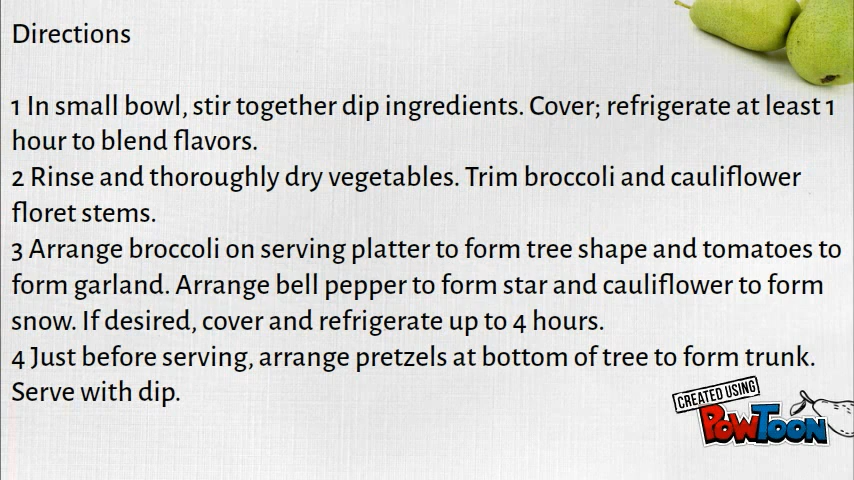 Directions
1 In small bowl, stir together dip ingredients. Cover; refrigerate at least 1
hour to blend flavors.
2 Rinse and thoroughly dry vegetables. Trim broccoli and cauliflower
floret stems.
3 Arrange broccoli on serving platter to form tree shape and tomatoes to
form garland. Arrange bell pepper to form star and cauliflower to form
snow. If desired, cover and refrigerate up to 4 hours.
4 Just before serving, arrange pretzels at bottom of tree to form trunk.
Serve with dip.
CREATED USING
POWTOON